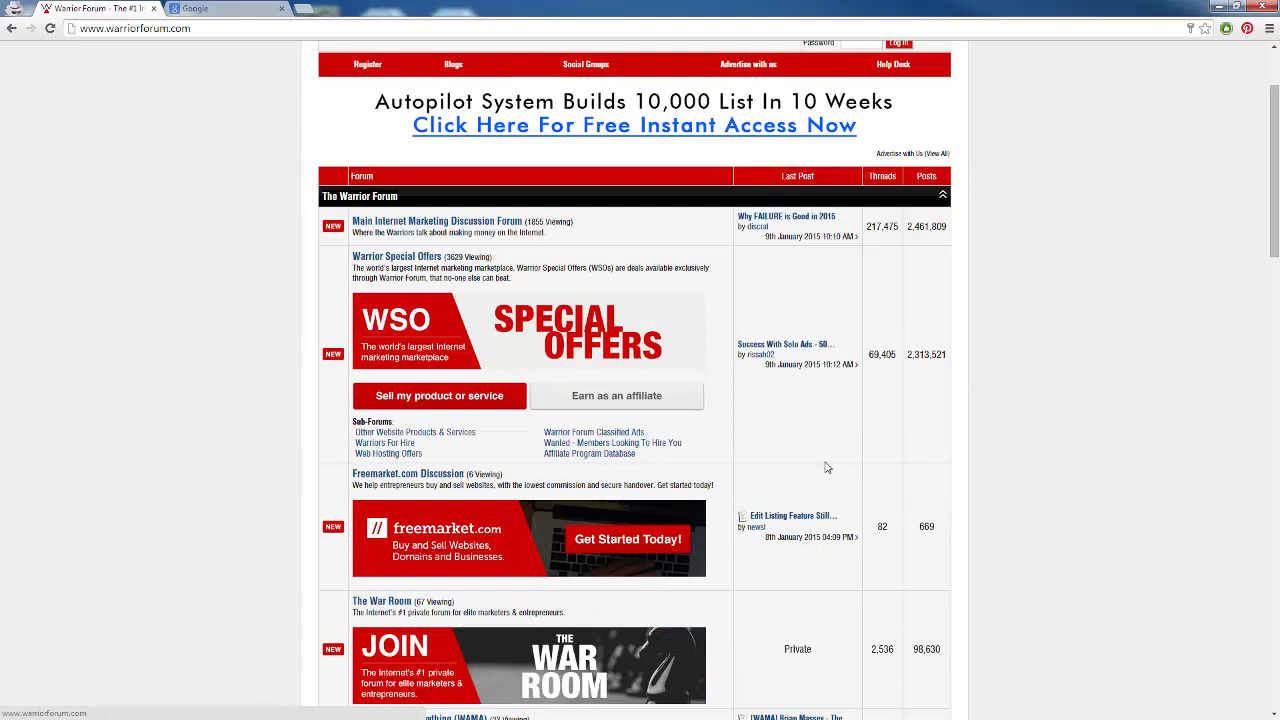 Warrior Forum - The #1 In
Google
www.warriorforum.com
Password
Log in
Register
Blogs
Social Groups
Advertise with us
Help Desk
Autopilot System Builds 10,000 List In 10 Weeks
Click Here For Free Instant Access Now
Advertise with Us (View All)
Forum
Last Post
Threads
Posts
The Warrior Forum
NEW
Main Internet Marketing Discussion Forum (1855 Viewing)
Where the Warriors talk about making money on the Internet.
Why FAILURE is Good in 2015
by discral
9th January 2015 10:10 AM
217,475
2,461,809
Warrior Special Offers (3629 Viewing)
The world's largest Internet marketing marketplace. Warrior Special Offers (WSOs) are deals available exclusively
through Warrior Forum, that no-one else can beat.
WSO
The world's largest Internet
marketing marketplace
SPECIAL
OFFERS
NEW
Success With Solo Ads - 50...
by rissah02
9th January 2015 10:12 AM
69,405
2,313,521
Sell my product or service
Earn as an affiliate
Sub-Forums:
Other Website Products & Services
Warrior Forum Classified Ads
Warriors For Hire
Wanted - Members Looking To Hire You
Web Hosting Offers
Affiliate Program Database
Freemarket.com Discussion (6 Viewing)
We help entrepreneurs buy and sell websites, with the lowest commission and secure handover. Get started today!
NEW
// freemarket.com
Buy and Sell Websites,
Domains and Businesses.
Get Started Today!
Edit Listing Feature Still...
by newsl
8th January 2015 04:09 PM
82
669
The War Room (67 Viewing)
The Internet's #1 private forum for elite marketers & entrepreneurs.
NEW
JOIN
The Internet's #1 private
forum for elite marketers &
entrepreneurs.
THE
WAR
ROOM
Private
2,536
98,630
www.warriorforum.com
ything (WAMA) (23 Viewing)
[WAMA] Brian Massey - The